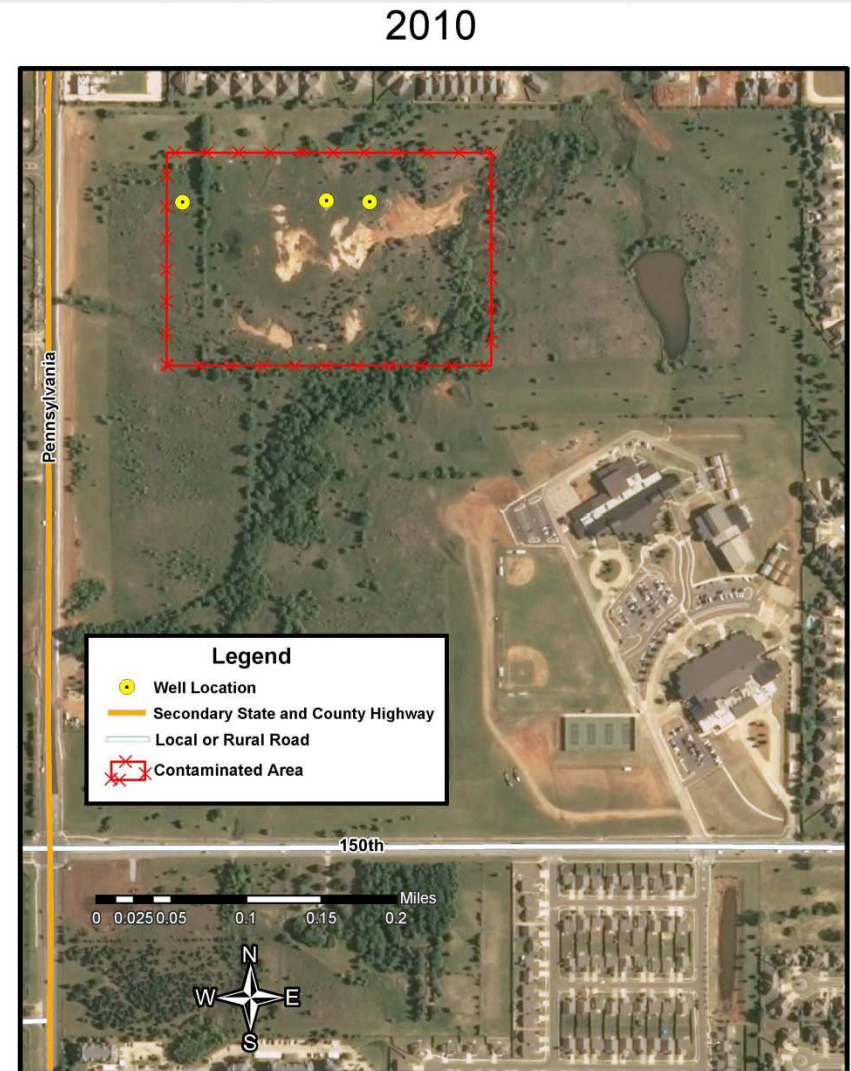 2010
Pennsylvania
Legend
Well Location
Secondary State and County Highway
Local or Rural Road
Contaminated Area
150th
Miles
0 0.025 0.05 0.1 0.15 0.2
N
W E
S